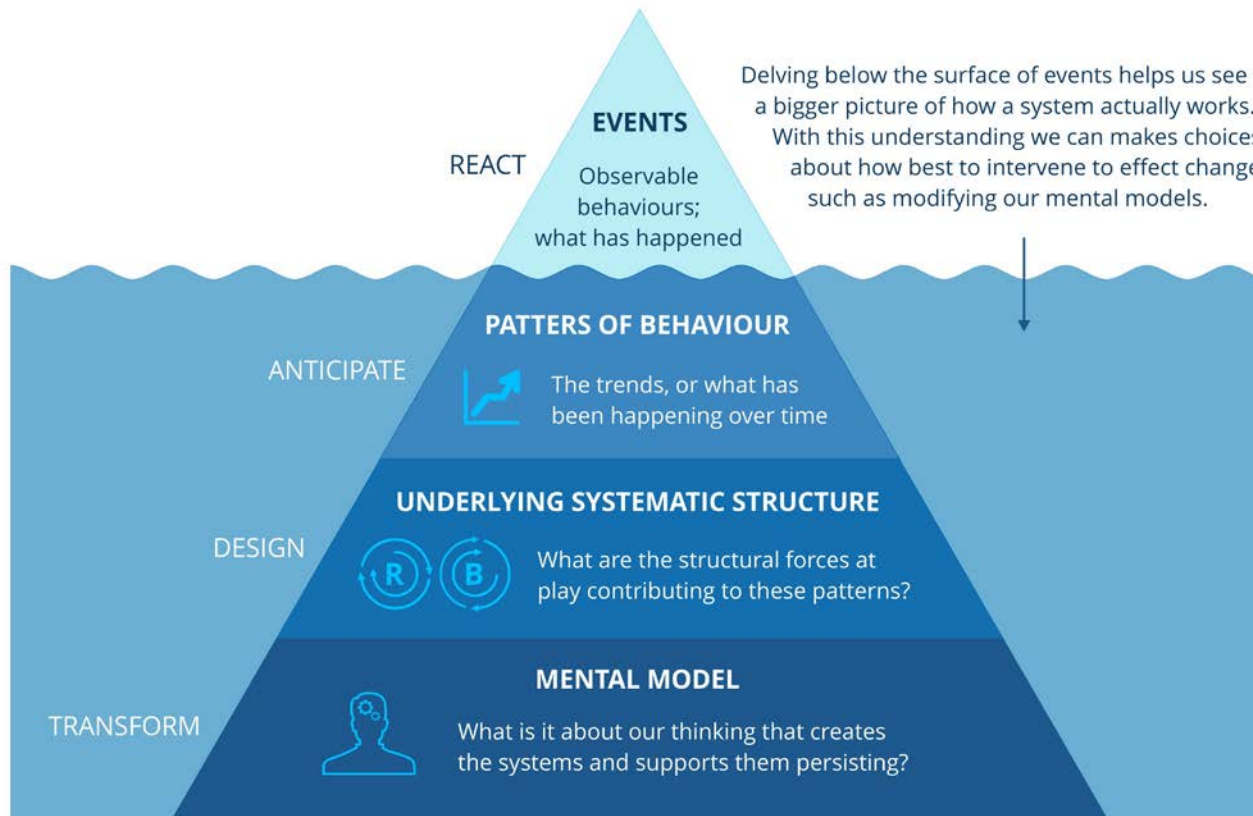 Delving below the surface of events helps us see
a bigger picture of how a system actually works.
With this understanding we can makes choices
about how best to intervene to effect change
such as modifying our mental models.
REACT
EVENTS
Observable
behaviours;
what has happened
ANTICIPATE
PATTERS OF BEHAVIOUR
The trends, or what has
been happening over time
DESIGN
UNDERLYING SYSTEMATIC STRUCTURE
R B
What are the structural forces at
play contributing to these patterns?
TRANSFORM
MENTAL MODEL
What is it about our thinking that creates
the systems and supports them persisting?